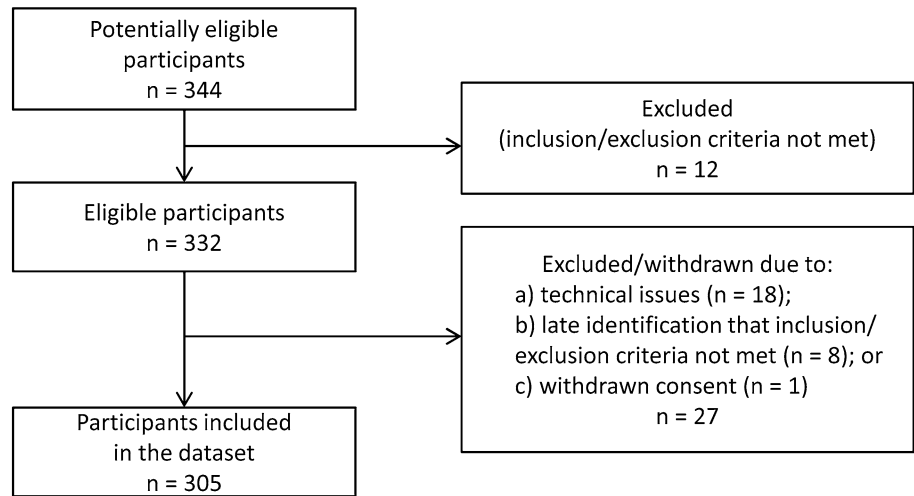 Potentially eligible
participants
n = 344
Excluded
(inclusion/exclusion criteria not met)
n = 12
Eligible participants
n = 332
Excluded/withdrawn due to:
a) technical issues (n = 18);
b) late identification that inclusion/
exclusion criteria not met (n = 8); or
c) withdrawn consent (n = 1)
n = 27
Participants included
in the dataset
n = 305